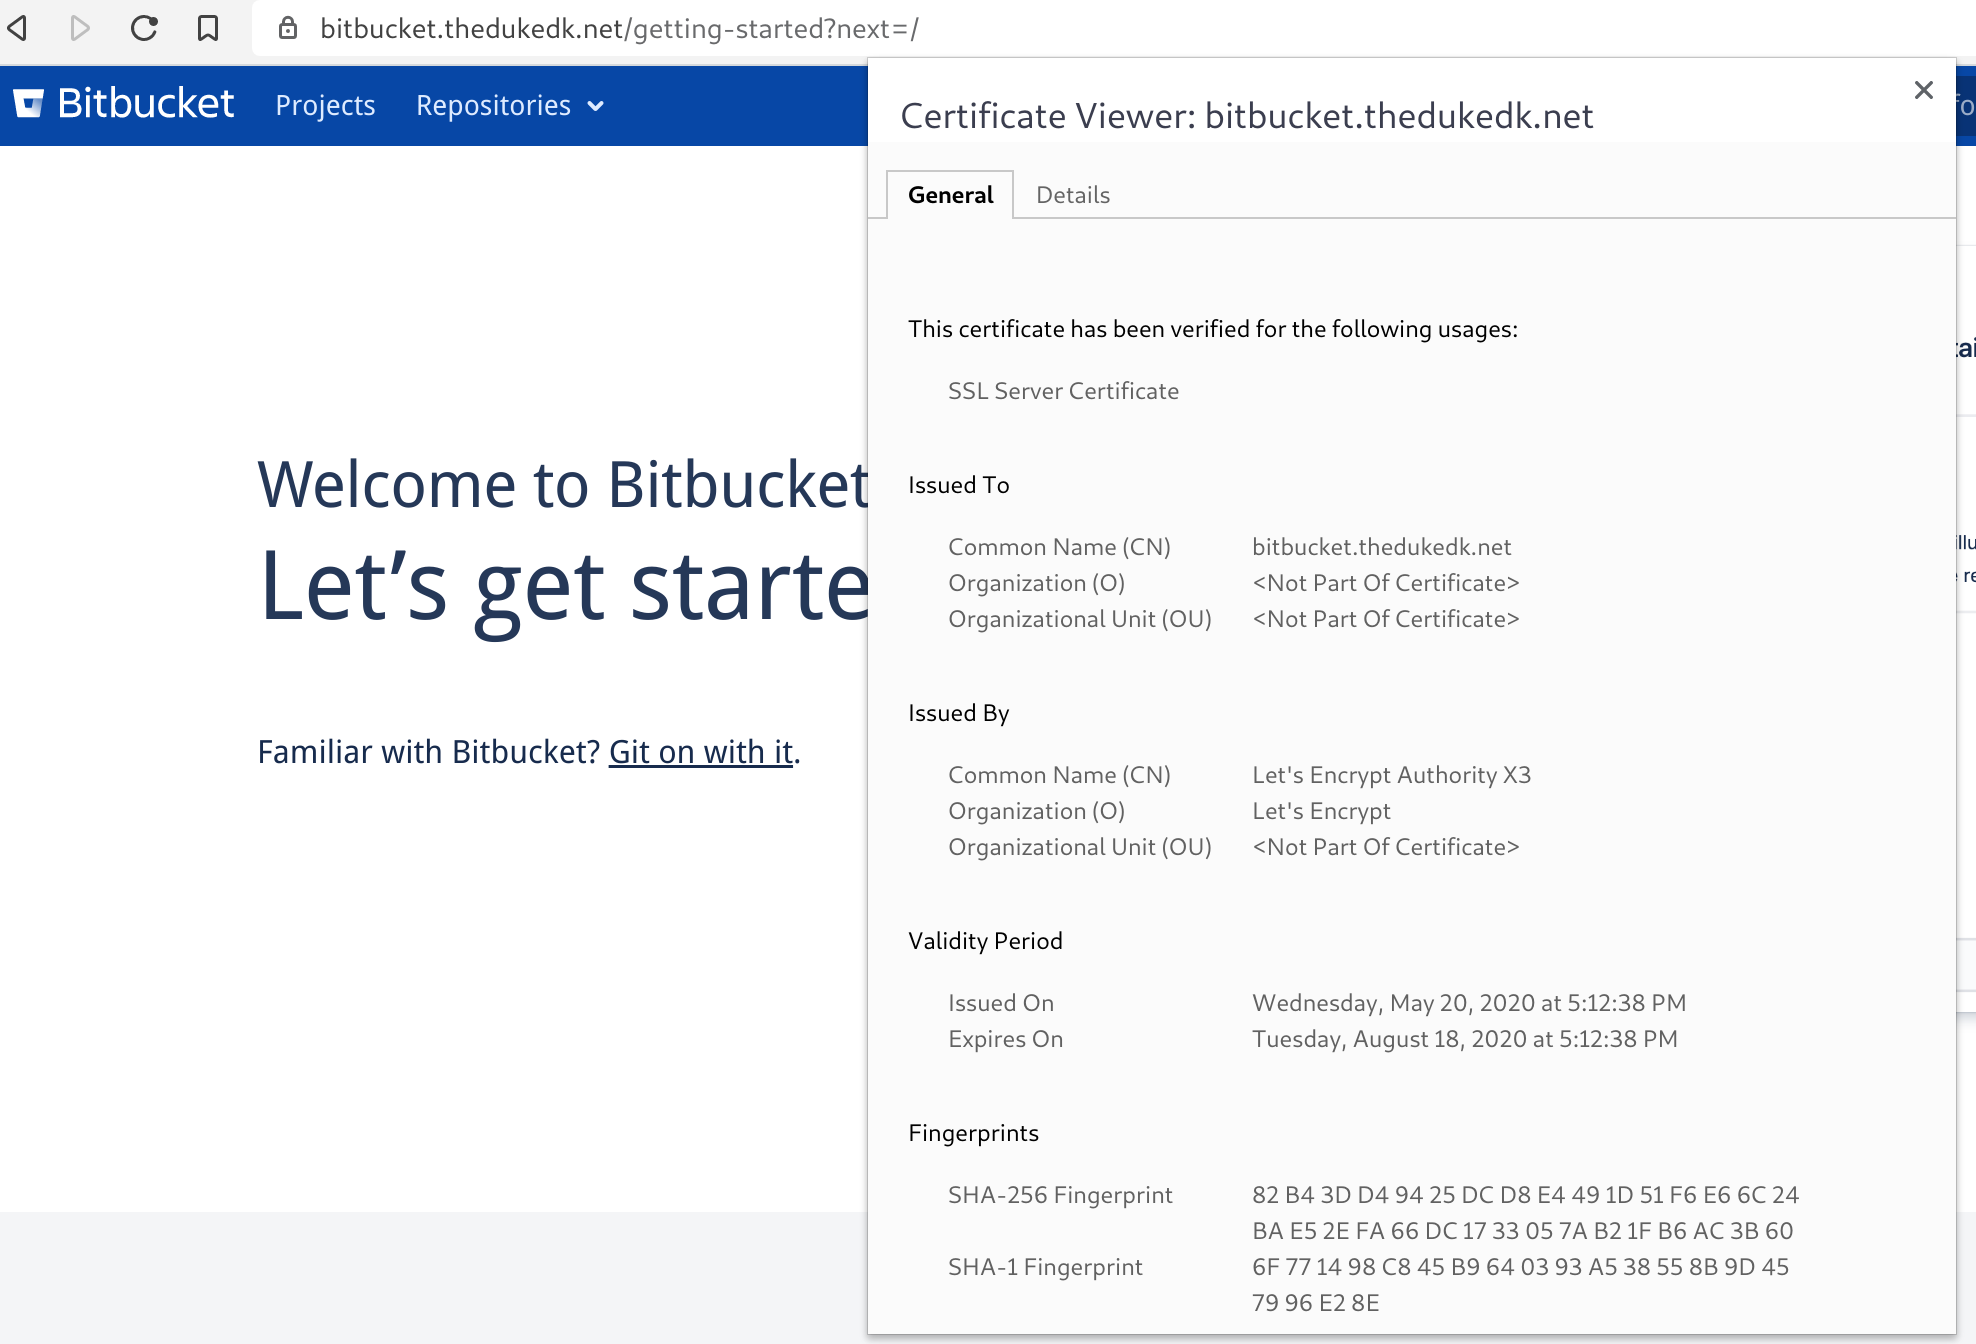 bitbucket.thedukedk.net/getting-started?next=/
Bitbucket Projects Repositories
Certificate Viewer: bitbucket.thedukedk.net
General Details
This certificate has been verified for the following usages:
SSL Server Certificate
Welcome to Bitbucket
Let's get starte
Familiar with Bitbucket? Git on with it.
Issued To
Common Name (CN) bitbucket.thedukedk.net
Organization (O) <Not Part Of Certificate>
Organizational Unit (OU) <Not Part Of Certificate>
Issued By
Common Name (CN) Let's Encrypt Authority X3
Organization (O) Let's Encrypt
Organizational Unit (OU) <Not Part Of Certificate>
Validity Period
Issued On Wednesday, May 20, 2020 at 5:12:38 PM
Expires On Tuesday, August 18, 2020 at 5:12:38 PM
Fingerprints
SHA-256 Fingerprint 82 B4 3D D4 94 25 DC D8 E4 49 1D 51 F6 E6 6C 24
BA E5 2E FA 66 DC 17 33 05 7A B2 1F B6 AC 3B 60
SHA-1 Fingerprint 6F 77 14 98 C8 45 B9 64 03 93 A5 38 55 8B 9D 45
79 96 E2 8E